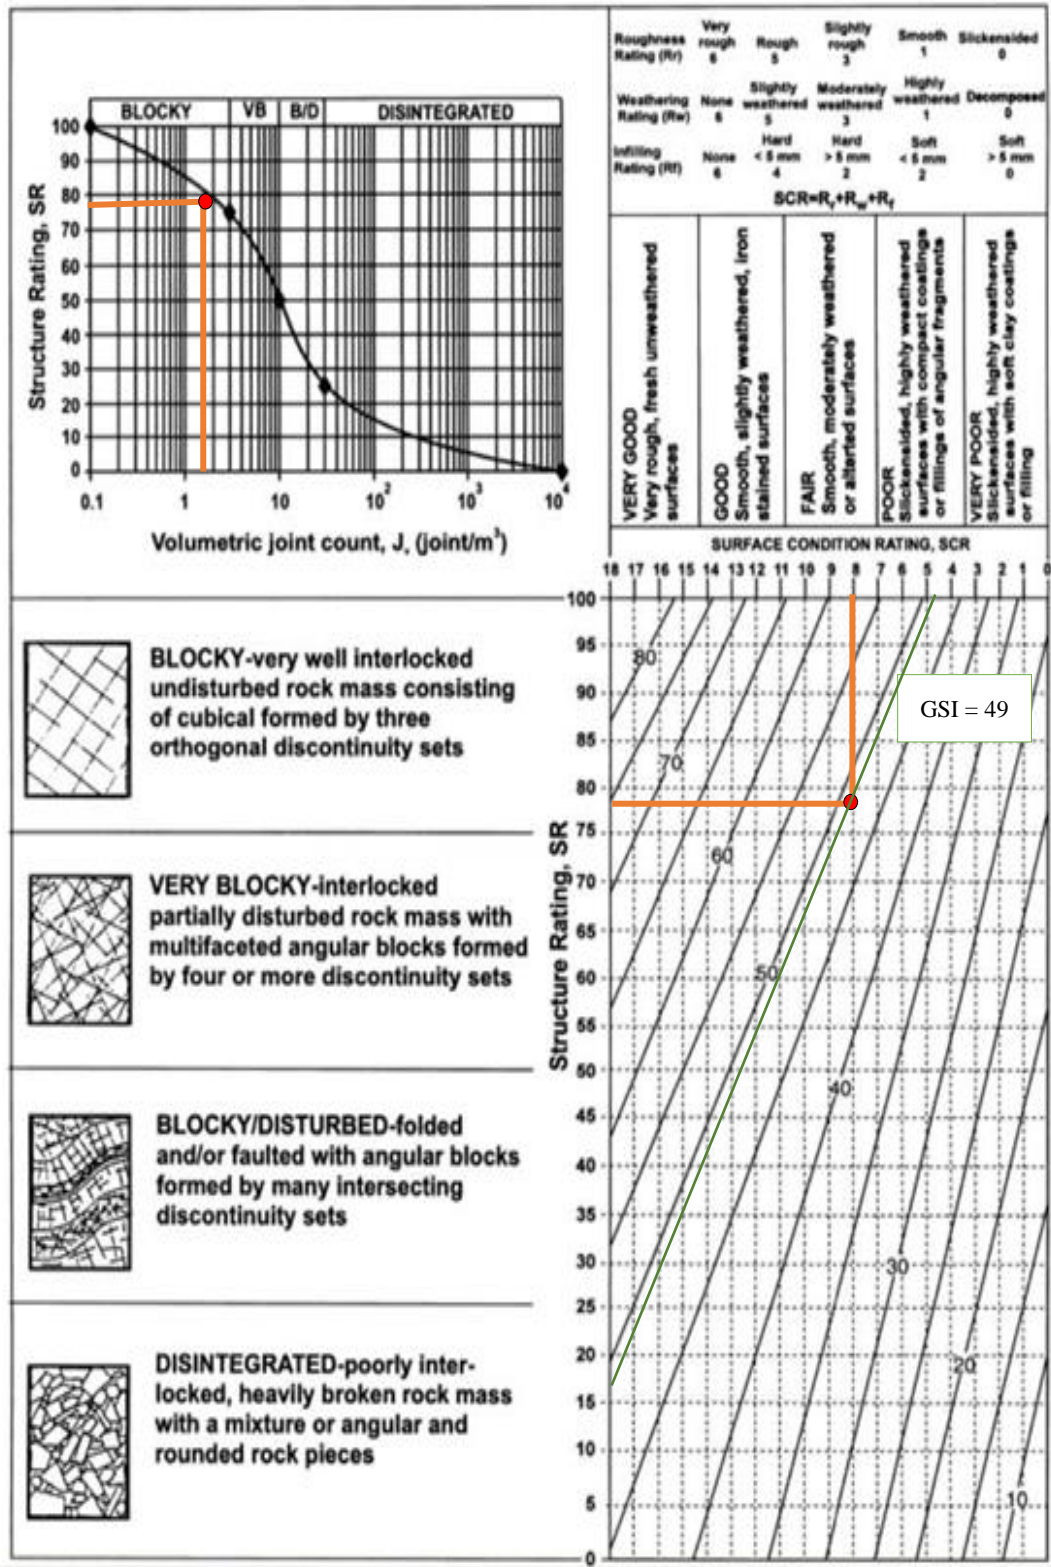 Roughness Very rough Rough Slightly rough Smooth Slickensided
Rating (Rr) 6 5 3 1 0
Weathering None Slightly weathered Moderately weathered Highly weathered Decomposed
Rating (Rw) 6 5 3 1 0
Infilling None Hard < 5 mm Hard > 5 mm Soft < 5 mm Soft > 5 mm
Rating (Rf) 6 4 2 2 0
SCR=Rr+Rw+Rf
BLOCKY VB B/D DISINTEGRATED
Structure Rating, SR
100
90
80
70
60
50
40
30
20
10
0
0.1 1 10 10² 10³ 10⁴
Volumetric joint count, J, (joint/m³)
VERY GOOD
Very rough, fresh unweathered
surfaces
GOOD
Smooth, slightly weathered, iron
stained surfaces
FAIR
Smooth, moderately weathered
or alterted surfaces
POOR
Slickensided, highly weathered
surfaces with compact coatings
or fillings of angular fragments
VERY POOR
Slickensided, highly weathered
surfaces with soft clay coatings
or filling
SURFACE CONDITION RATING, SCR
18 17 16 15 14 13 12 11 10 9 8 7 6 5 4 3 2 1 0
BLOCKY-very well interlocked
undisturbed rock mass consisting
of cubical formed by three
orthogonal discontinuity sets
VERY BLOCKY-interlocked
partially disturbed rock mass with
multifaceted angular blocks formed
by four or more discontinuity sets
BLOCKY/DISTURBED-folded
and/or faulted with angular blocks
formed by many intersecting
discontinuity sets
DISINTEGRATED-poorly inter-
locked, heavily broken rock mass
with a mixture or angular and
rounded rock pieces
Structure Rating, SR
100
95
90
85
80
75
70
65
60
55
50
45
40
35
30
25
20
15
10
5
0
80
GSI = 49
70
60
50
40
30
20
10